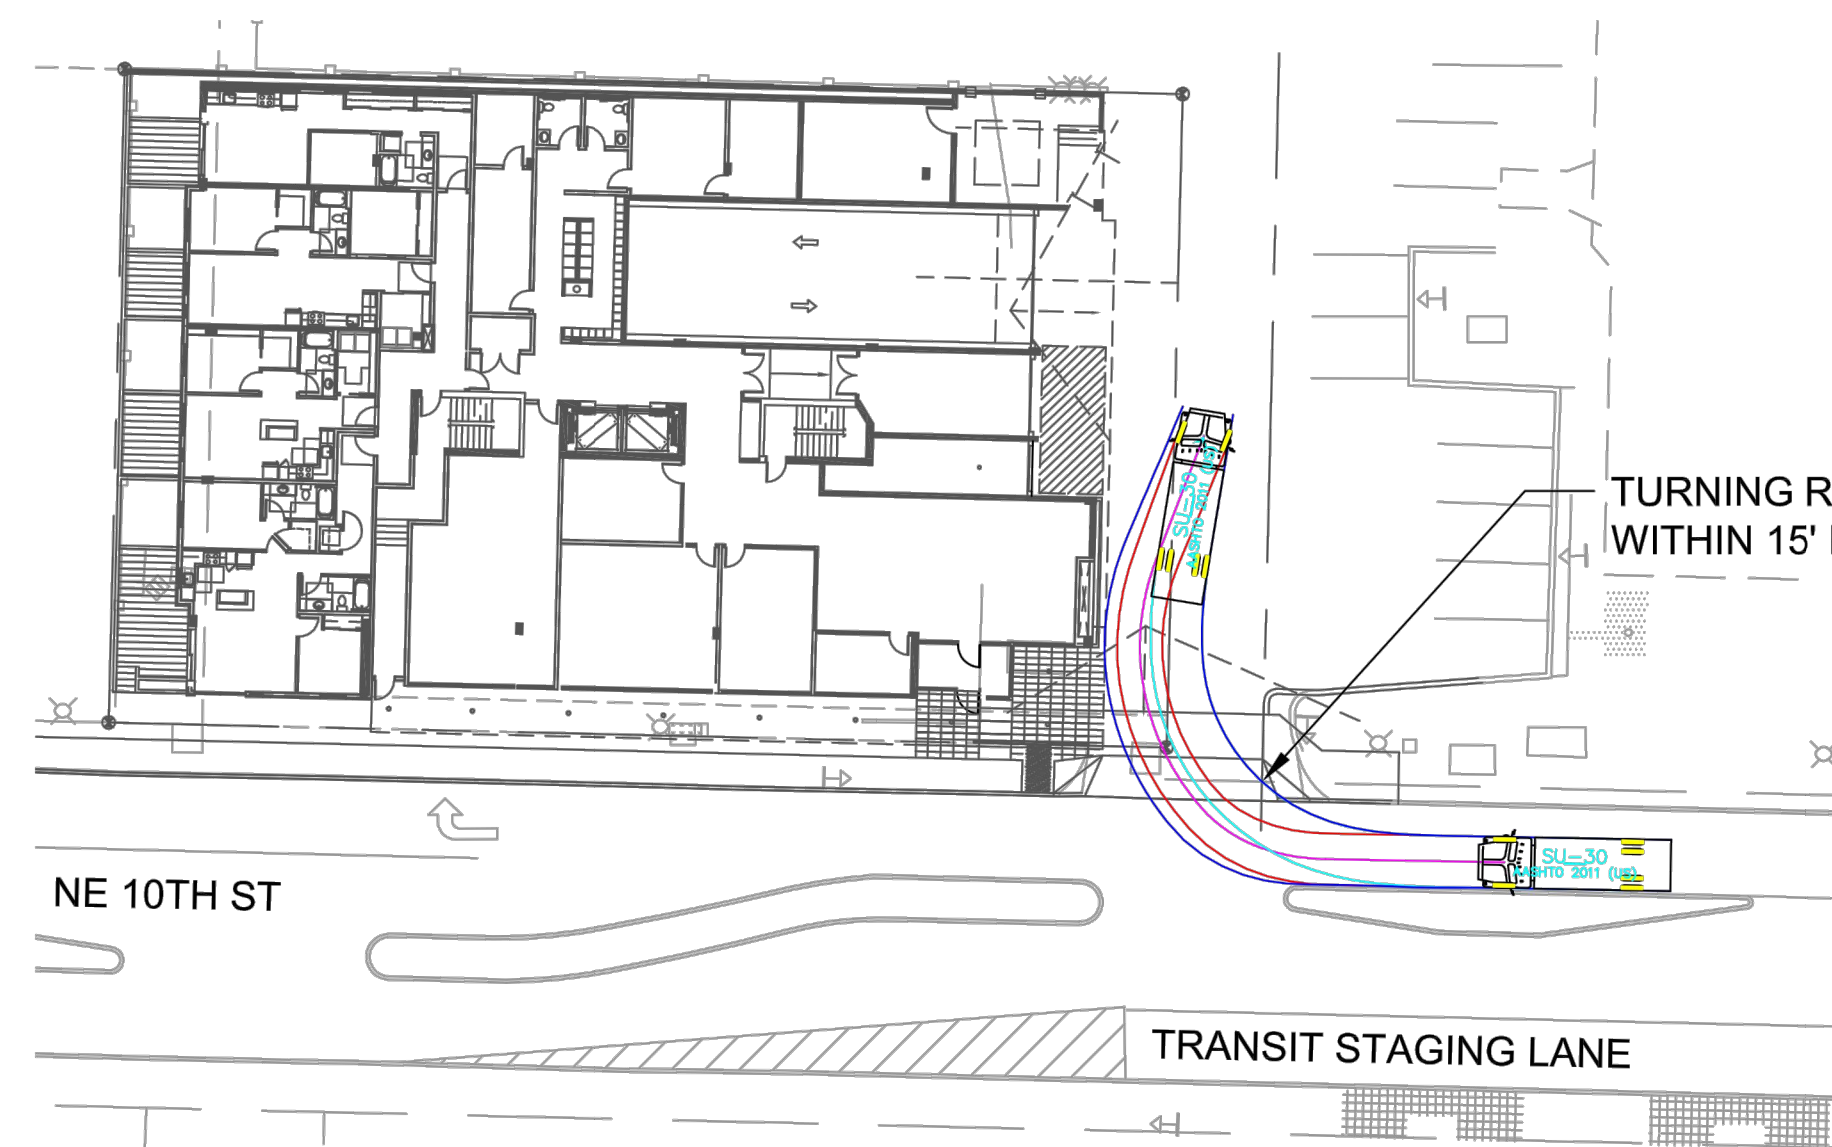 SU-30
AASHTO 2011 (US)
TURNING R
WITHIN 15'
SU-30
AASHTO 2011 (US)
NE 10TH ST
TRANSIT STAGING LANE